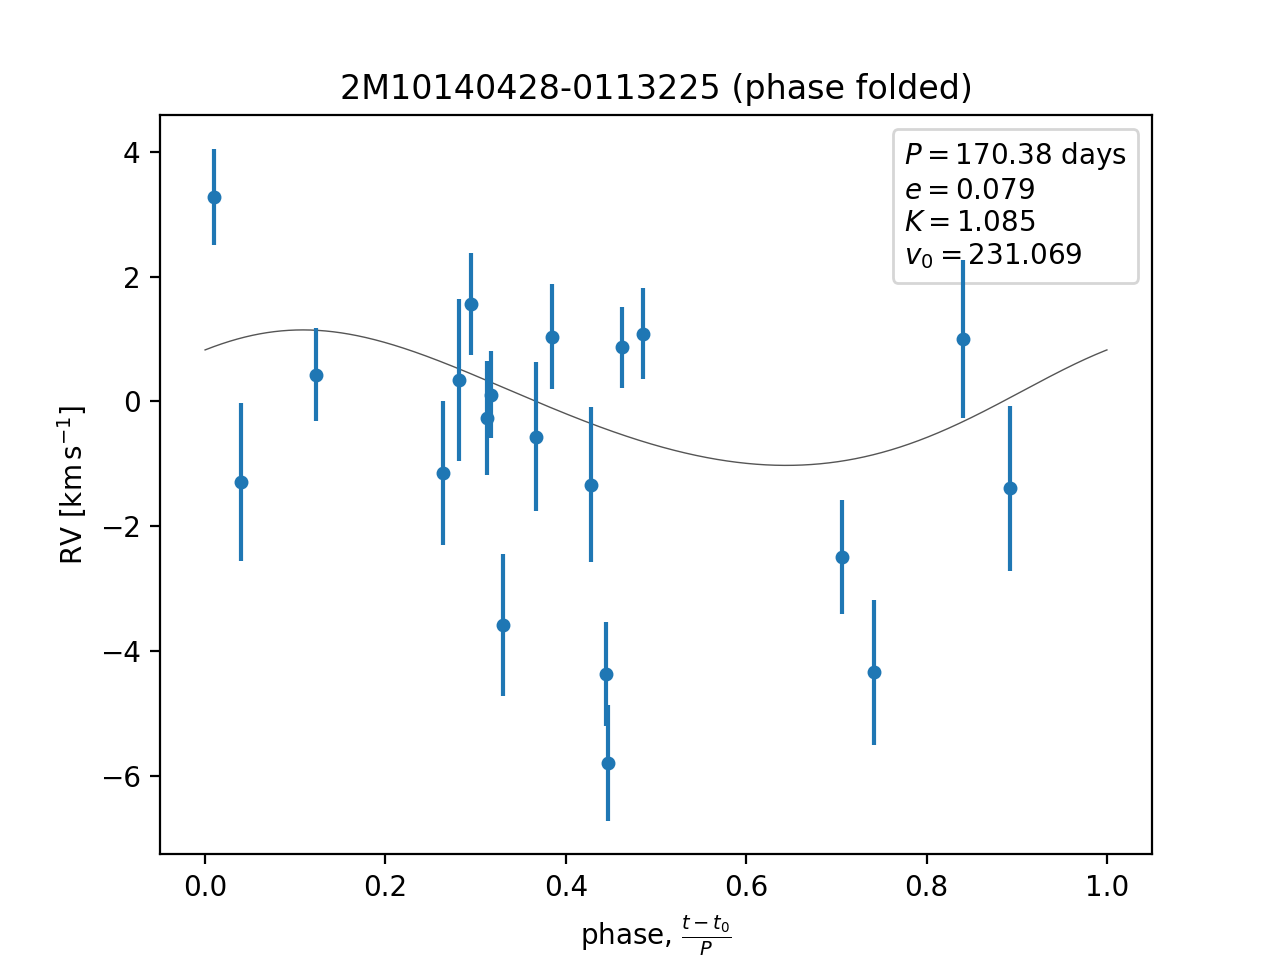 2M10140428-0113225 (phase folded)
P = 170.38 days
e = 0.079
K = 1.085
v₀ = 231.069
4
2
0
−2
−4
−6
RV [km s⁻¹]
0.0 0.2 0.4 0.6 0.8 1.0
phase, (t − t₀)/P